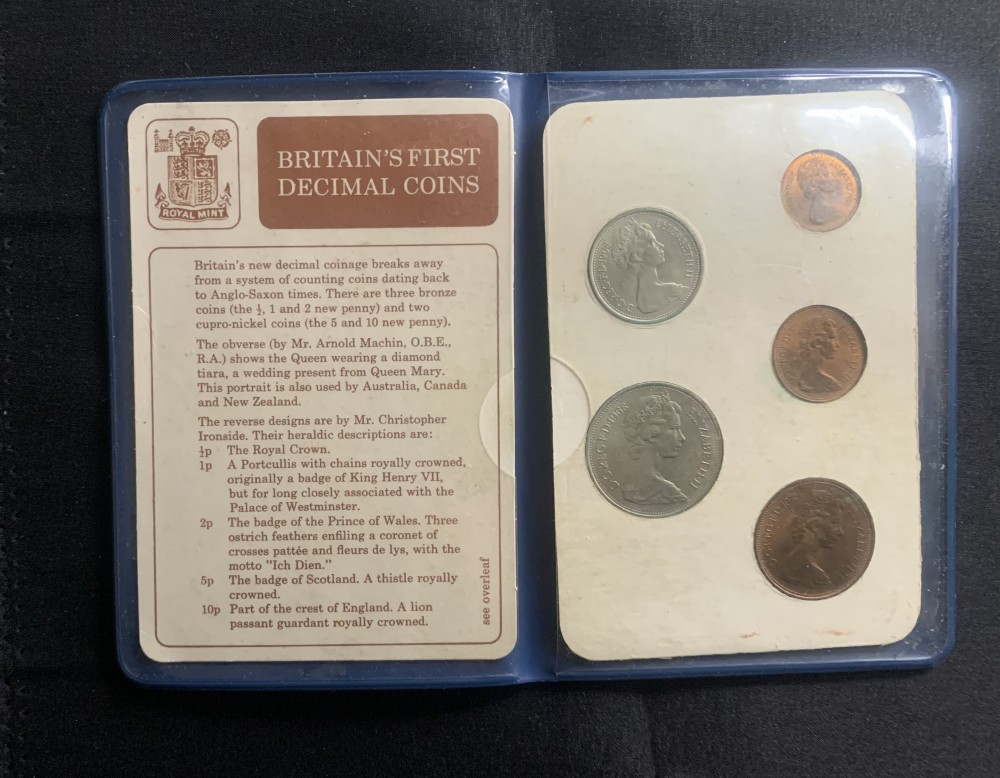 ROYAL MINT
BRITAIN'S FIRST
DECIMAL COINS
Britain's new decimal coinage breaks away
from a system of counting coins dating back
to Anglo-Saxon times. There are three bronze
coins (the ½, 1 and 2 new penny) and two
cupro-nickel coins (the 5 and 10 new penny).
The obverse (by Mr. Arnold Machin, O.B.E.,
R.A.) shows the Queen wearing a diamond
tiara, a wedding present from Queen Mary.
This portrait is also used by Australia, Canada
and New Zealand.
The reverse designs are by Mr. Christopher
Ironside. Their heraldic descriptions are:
½p The Royal Crown.
1p A Portcullis with chains royally crowned,
originally a badge of King Henry VII,
but for long closely associated with the
Palace of Westminster.
2p The badge of the Prince of Wales. Three
ostrich feathers enfiling a coronet of
crosses pattée and fleurs de lys, with the
motto "Ich Dien."
5p The badge of Scotland. A thistle royally
crowned.
10p Part of the crest of England. A lion
passant guardant royally crowned.
see overleaf
ELIZABETH II